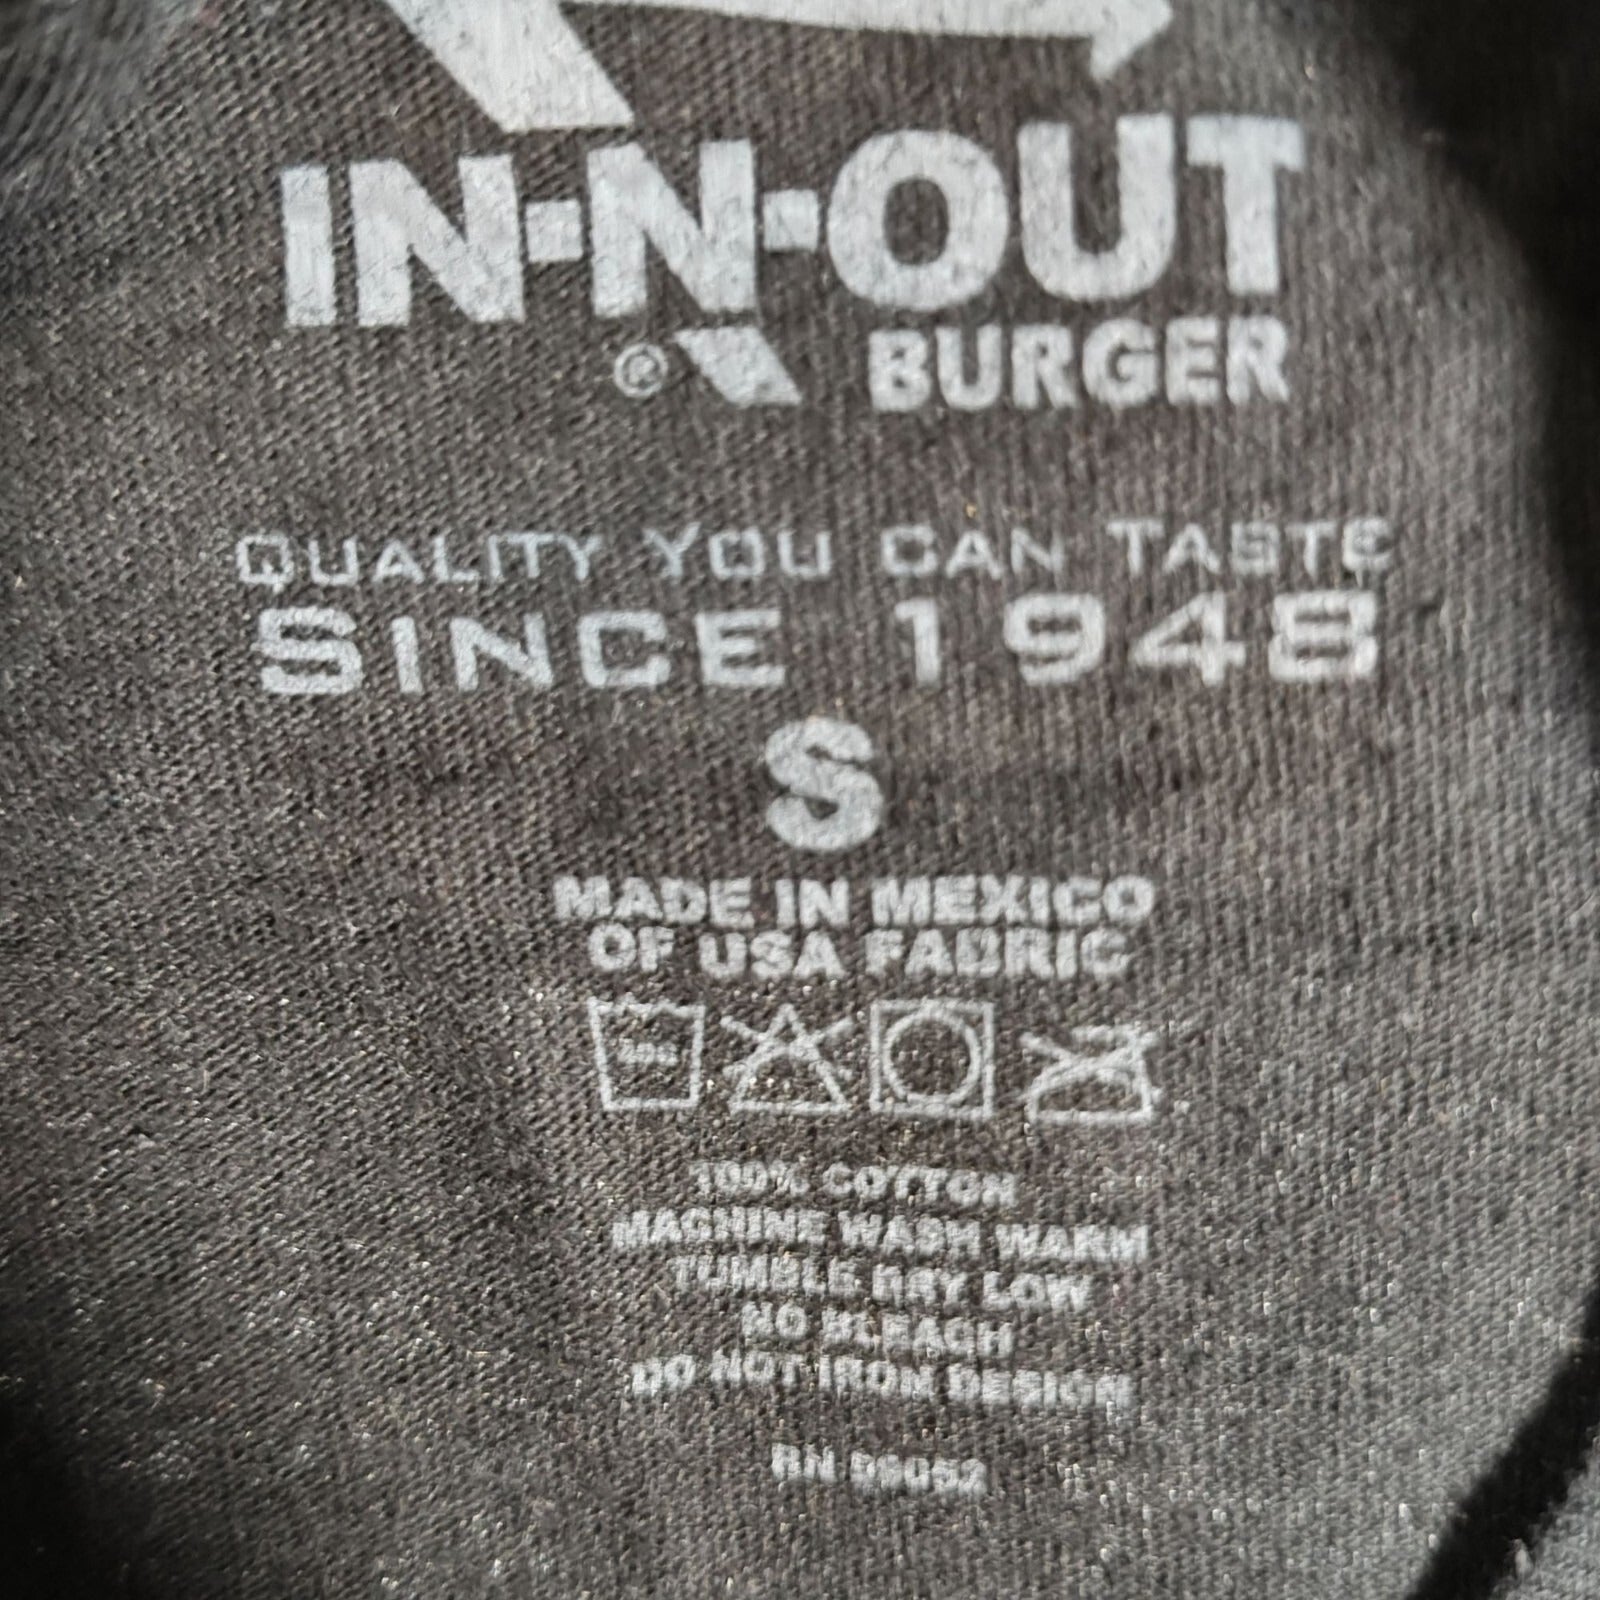 IN-N-OUT
® BURGER
QUALITY YOU CAN TASTE
SINCE 1948
S
MADE IN MEXICO
OF USA FABRIC
100% COTTON
MACHINE WASH WARM
TUMBLE DRY LOW
NO BLEACH
DO NOT IRON DESIGN
RN